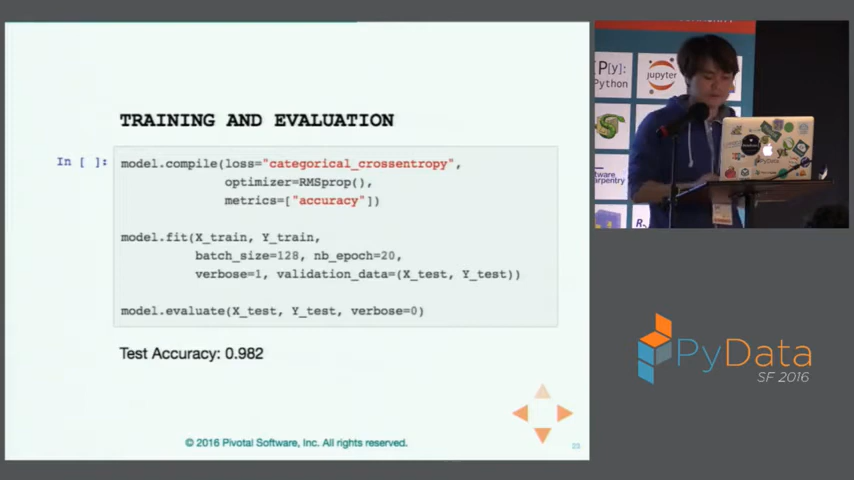 TRAINING AND EVALUATION
In [ ]: model.compile(loss="categorical_crossentropy",
optimizer=RMSprop(),
metrics=["accuracy"])
model.fit(X_train, Y_train,
batch_size=128, nb_epoch=20,
verbose=1, validation_data=(X_test, Y_test))
model.evaluate(X_test, Y_test, verbose=0)
Test Accuracy: 0.982
© 2016 Pivotal Software, Inc. All rights reserved.
23
[P[y]:
Python
jupyter
PyData
SF 2016